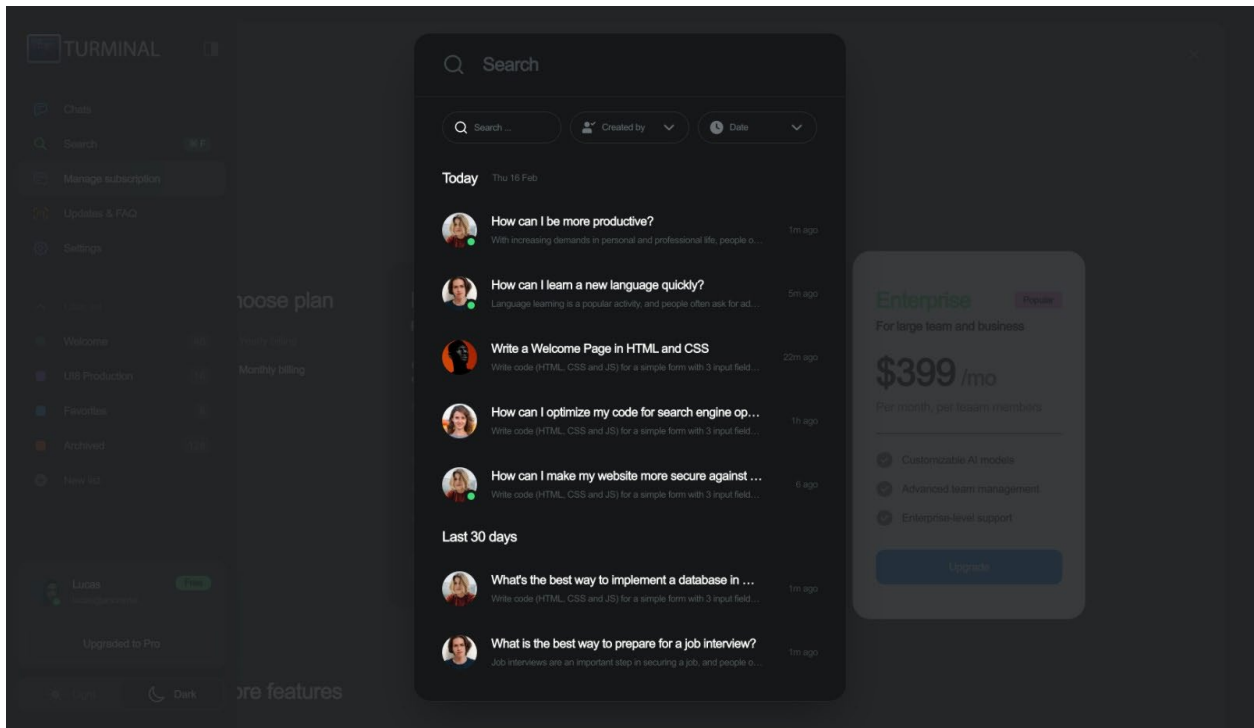 TURMINAL
Chats
Search ⌘ F
Manage subscription
Updates & FAQ
Settings
Welcome
UI8 Production
Favorites
Archived
New list
Lucas Free
Upgraded to Pro
Light Dark
hoose plan
Monthly billing
ore features
Search
Search ...
Created by
Date
Today Thu 16 Feb
How can I be more productive?
With increasing demands in personal and professional life, people o...
1m ago
How can I learn a new language quickly?
Language learning is a popular activity, and people often ask for ad...
5m ago
Write a Welcome Page in HTML and CSS
Write code (HTML, CSS and JS) for a simple form with 3 input field...
22m ago
How can I optimize my code for search engine op...
Write code (HTML, CSS and JS) for a simple form with 3 input field...
1h ago
How can I make my website more secure against ...
Write code (HTML, CSS and JS) for a simple form with 3 input field...
6 ago
Last 30 days
What's the best way to implement a database in ...
Write code (HTML, CSS and JS) for a simple form with 3 input field...
1m ago
What is the best way to prepare for a job interview?
Job interviews are an important step in securing a job, and people o...
1m ago
Enterprise Popular
For large team and business
$399 /mo
Per month, per teaam members
Customizable AI models
Advanced team management
Enterprise-level support
Upgrade